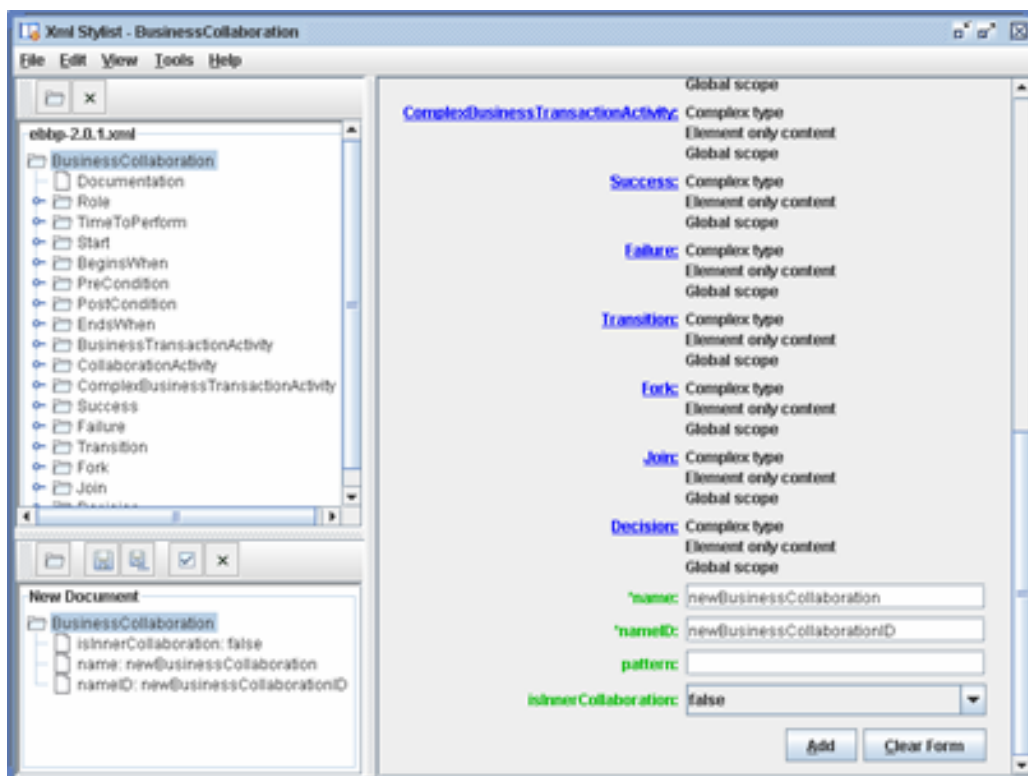 Xml Stylist - BusinessCollaboration
File Edit View Tools Help
ebbp-2.0.1.xml
BusinessCollaboration
Documentation
Role
TimeToPerform
Start
BeginsWhen
PreCondition
PostCondition
EndsWhen
BusinessTransactionActivity
CollaborationActivity
ComplexBusinessTransactionActivity
Success
Failure
Transition
Fork
Join
Decision
New Document
BusinessCollaboration
isInnerCollaboration: false
name: newBusinessCollaboration
nameID: newBusinessCollaborationID
Global scope
ComplexBusinessTransactionActivity: Complex type
Element only content
Global scope
Success: Complex type
Element only content
Global scope
Failure: Complex type
Element only content
Global scope
Transition: Complex type
Element only content
Global scope
Fork: Complex type
Element only content
Global scope
Join: Complex type
Element only content
Global scope
Decision: Complex type
Element only content
Global scope
*name: newBusinessCollaboration
*nameID: newBusinessCollaborationID
pattern:
isInnerCollaboration: false
Add Clear Form